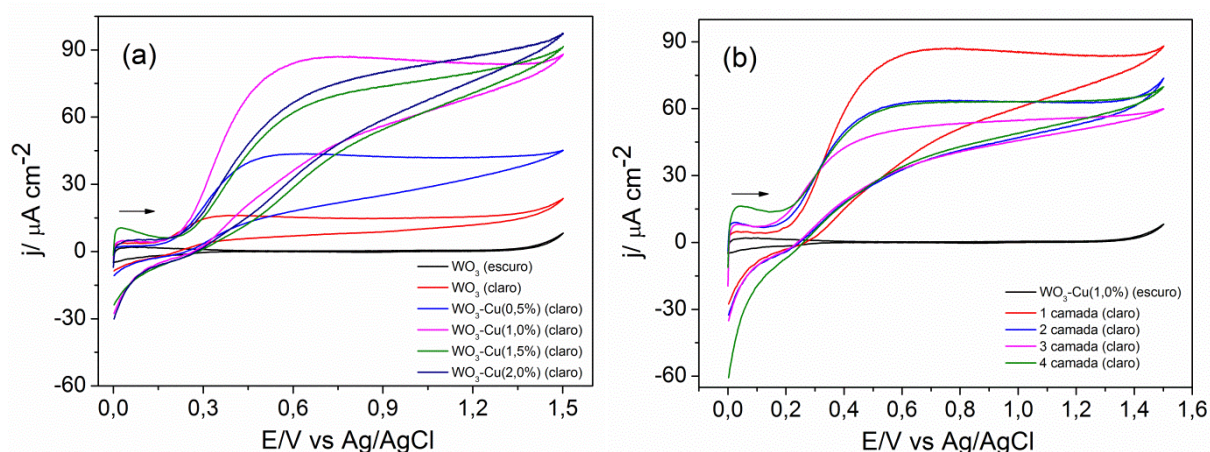 (a)
j/ μA cm-2
90
60
30
0
-30
-60
0,0 0,3 0,6 0,9 1,2 1,5
E/V vs Ag/AgCl
WO3 (escuro)
WO3 (claro)
WO3-Cu(0,5%) (claro)
WO3-Cu(1,0%) (claro)
WO3-Cu(1,5%) (claro)
WO3-Cu(2,0%) (claro)
(b)
j/ μA cm-2
90
60
30
0
-30
-60
0,0 0,2 0,4 0,6 0,8 1,0 1,2 1,4 1,6
E/V vs Ag/AgCl
WO3-Cu(1,0%) (escuro)
1 camada (claro)
2 camada (claro)
3 camada (claro)
4 camada (claro)